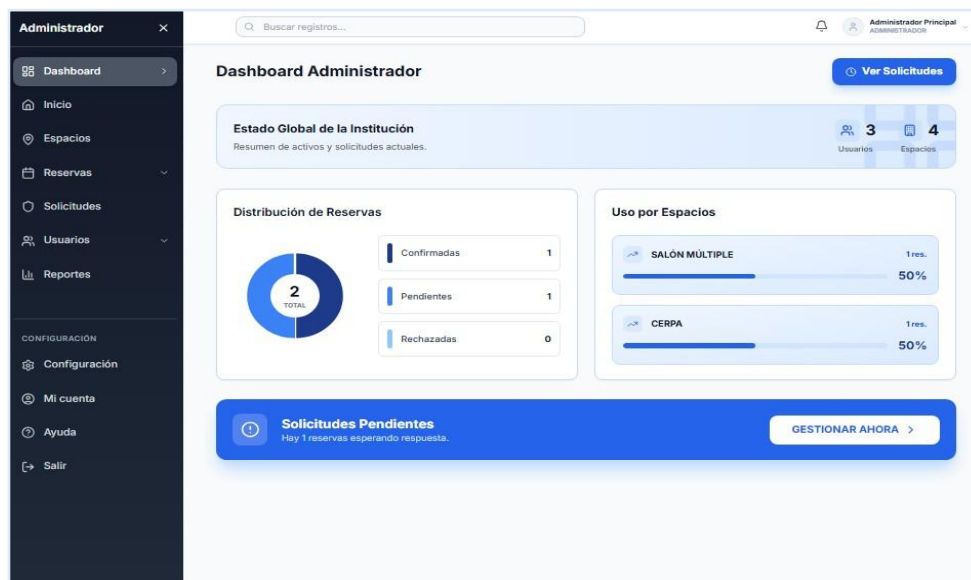 Administrador
Dashboard
Inicio
Espacios
Reservas
Solicitudes
Usuarios
Reportes
CONFIGURACIÓN
Configuración
Mi cuenta
Ayuda
Salir
Buscar registros...
Administrador Principal
ADMINISTRADOR
Dashboard Administrador
Ver Solicitudes
Estado Global de la Institución
Resumen de activos y solicitudes actuales.
3
Usuarios
4
Espacios
Distribución de Reservas
2
TOTAL
Confirmadas 1
Pendientes 1
Rechazadas 0
Uso por Espacios
SALÓN MÚLTIPLE 1 res.
50%
CERPA 1 res.
50%
Solicitudes Pendientes
Hay 1 reservas esperando respuesta.
GESTIONAR AHORA